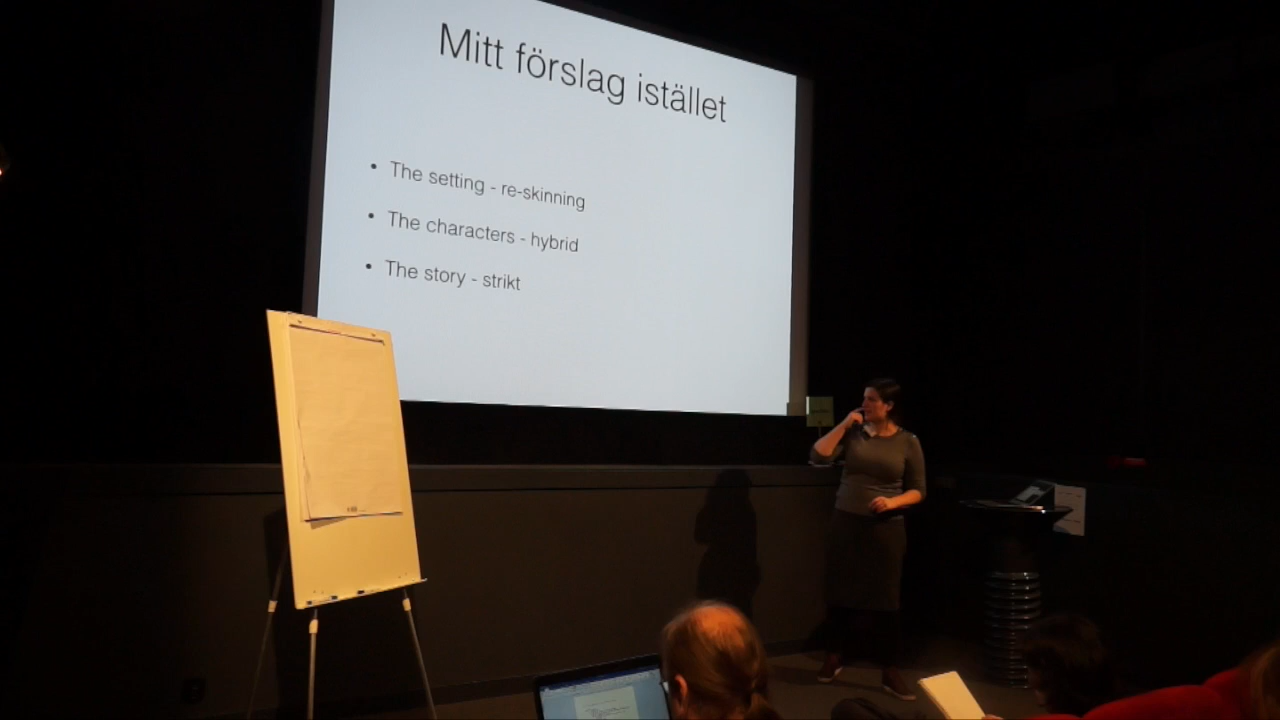 Mitt förslag istället
• The setting - re-skinning
• The characters - hybrid
• The story - strikt